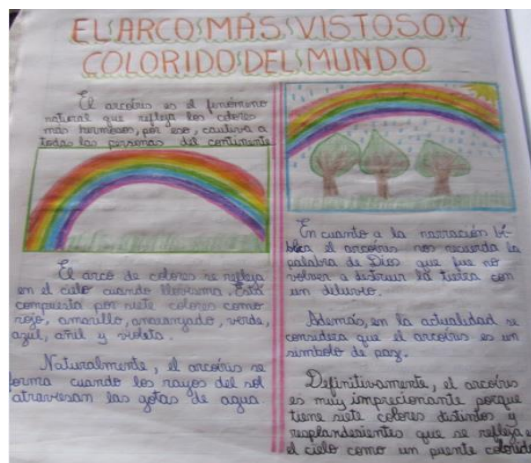 EL ARCO MÁS VISTOSO Y
COLORIDO DEL MUNDO
El arcoíris es el fenómeno
natural que refleja los colores
más hermosos, por eso, cautiva a
todas las personas del continente
El arco de colores se refleja
en el cielo cuando lloviznea. Está
compuesto por siete colores como
rojo, amarillo, anaranjado, verde,
azul, añil y violeta.
Naturalmente, el arcoíris se
forma cuando los rayos del sol
atraviesan las gotas de agua.
En cuanto a la narración bí-
blica el arcoíris nos recuerda la
palabra de Dios que fue no
volver a destruir la tierra con
un diluvio.
Además, en la actualidad se
considera que el arcoíris es un
símbolo de paz.
Definitivamente, el arcoíris
es muy imprecionante porque
tiene siete colores distintos y
resplandesientes que se refleja e
el cielo como un puente colorido